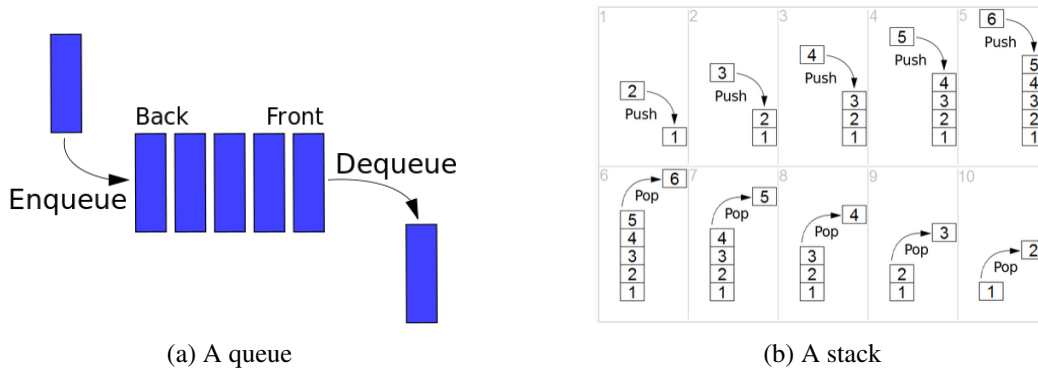 Back Front
Enqueue
Dequeue
(a) A queue
1 2 3 4 5
2 Push 1
3 Push 2 1
4 Push 3 2 1
5 Push 4 3 2 1
6 Push 5 4 3 2 1
6 7 8 9 10
6 Pop 5 4 3 2 1
5 Pop 4 3 2 1
4 Pop 3 2 1
3 Pop 2 1
2 Pop 1
(b) A stack